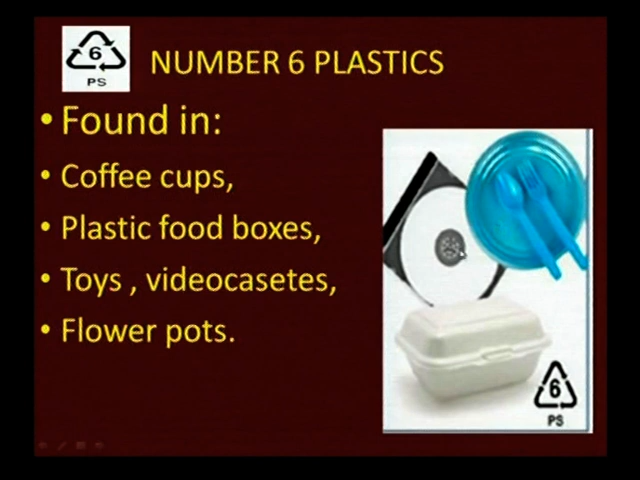 6
PS
NUMBER 6 PLASTICS
• Found in:
• Coffee cups,
• Plastic food boxes,
• Toys , videocasetes,
• Flower pots.
6
PS